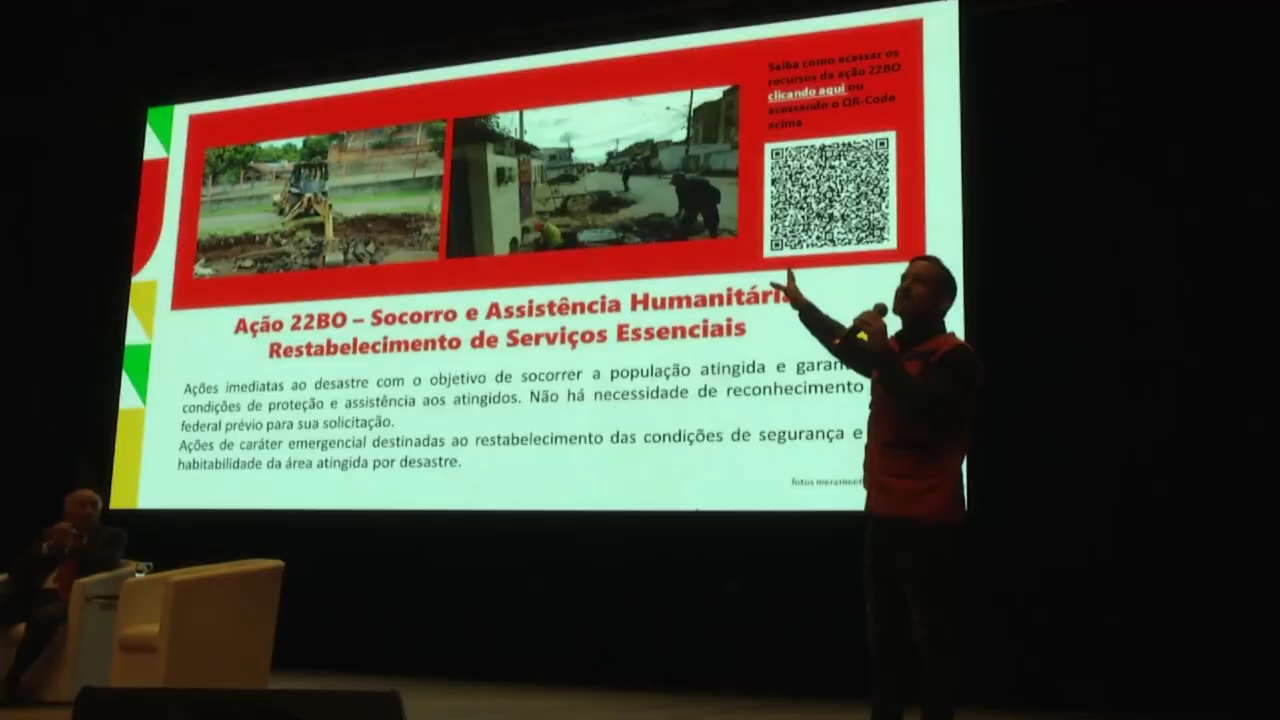 Saiba como acessar os
recursos da ação 22BO
clicando aqui ou
acessando o QR-Code
acima
Ação 22BO – Socorro e Assistência Humanitári
Restabelecimento de Serviços Essenciais
Ações imediatas ao desastre com o objetivo de socorrer a população atingida e garan
condições de proteção e assistência aos atingidos. Não há necessidade de reconhecimento
federal prévio para sua solicitação.
Ações de caráter emergencial destinadas ao restabelecimento das condições de segurança e
habitabilidade da área atingida por desastre.
fotos merament